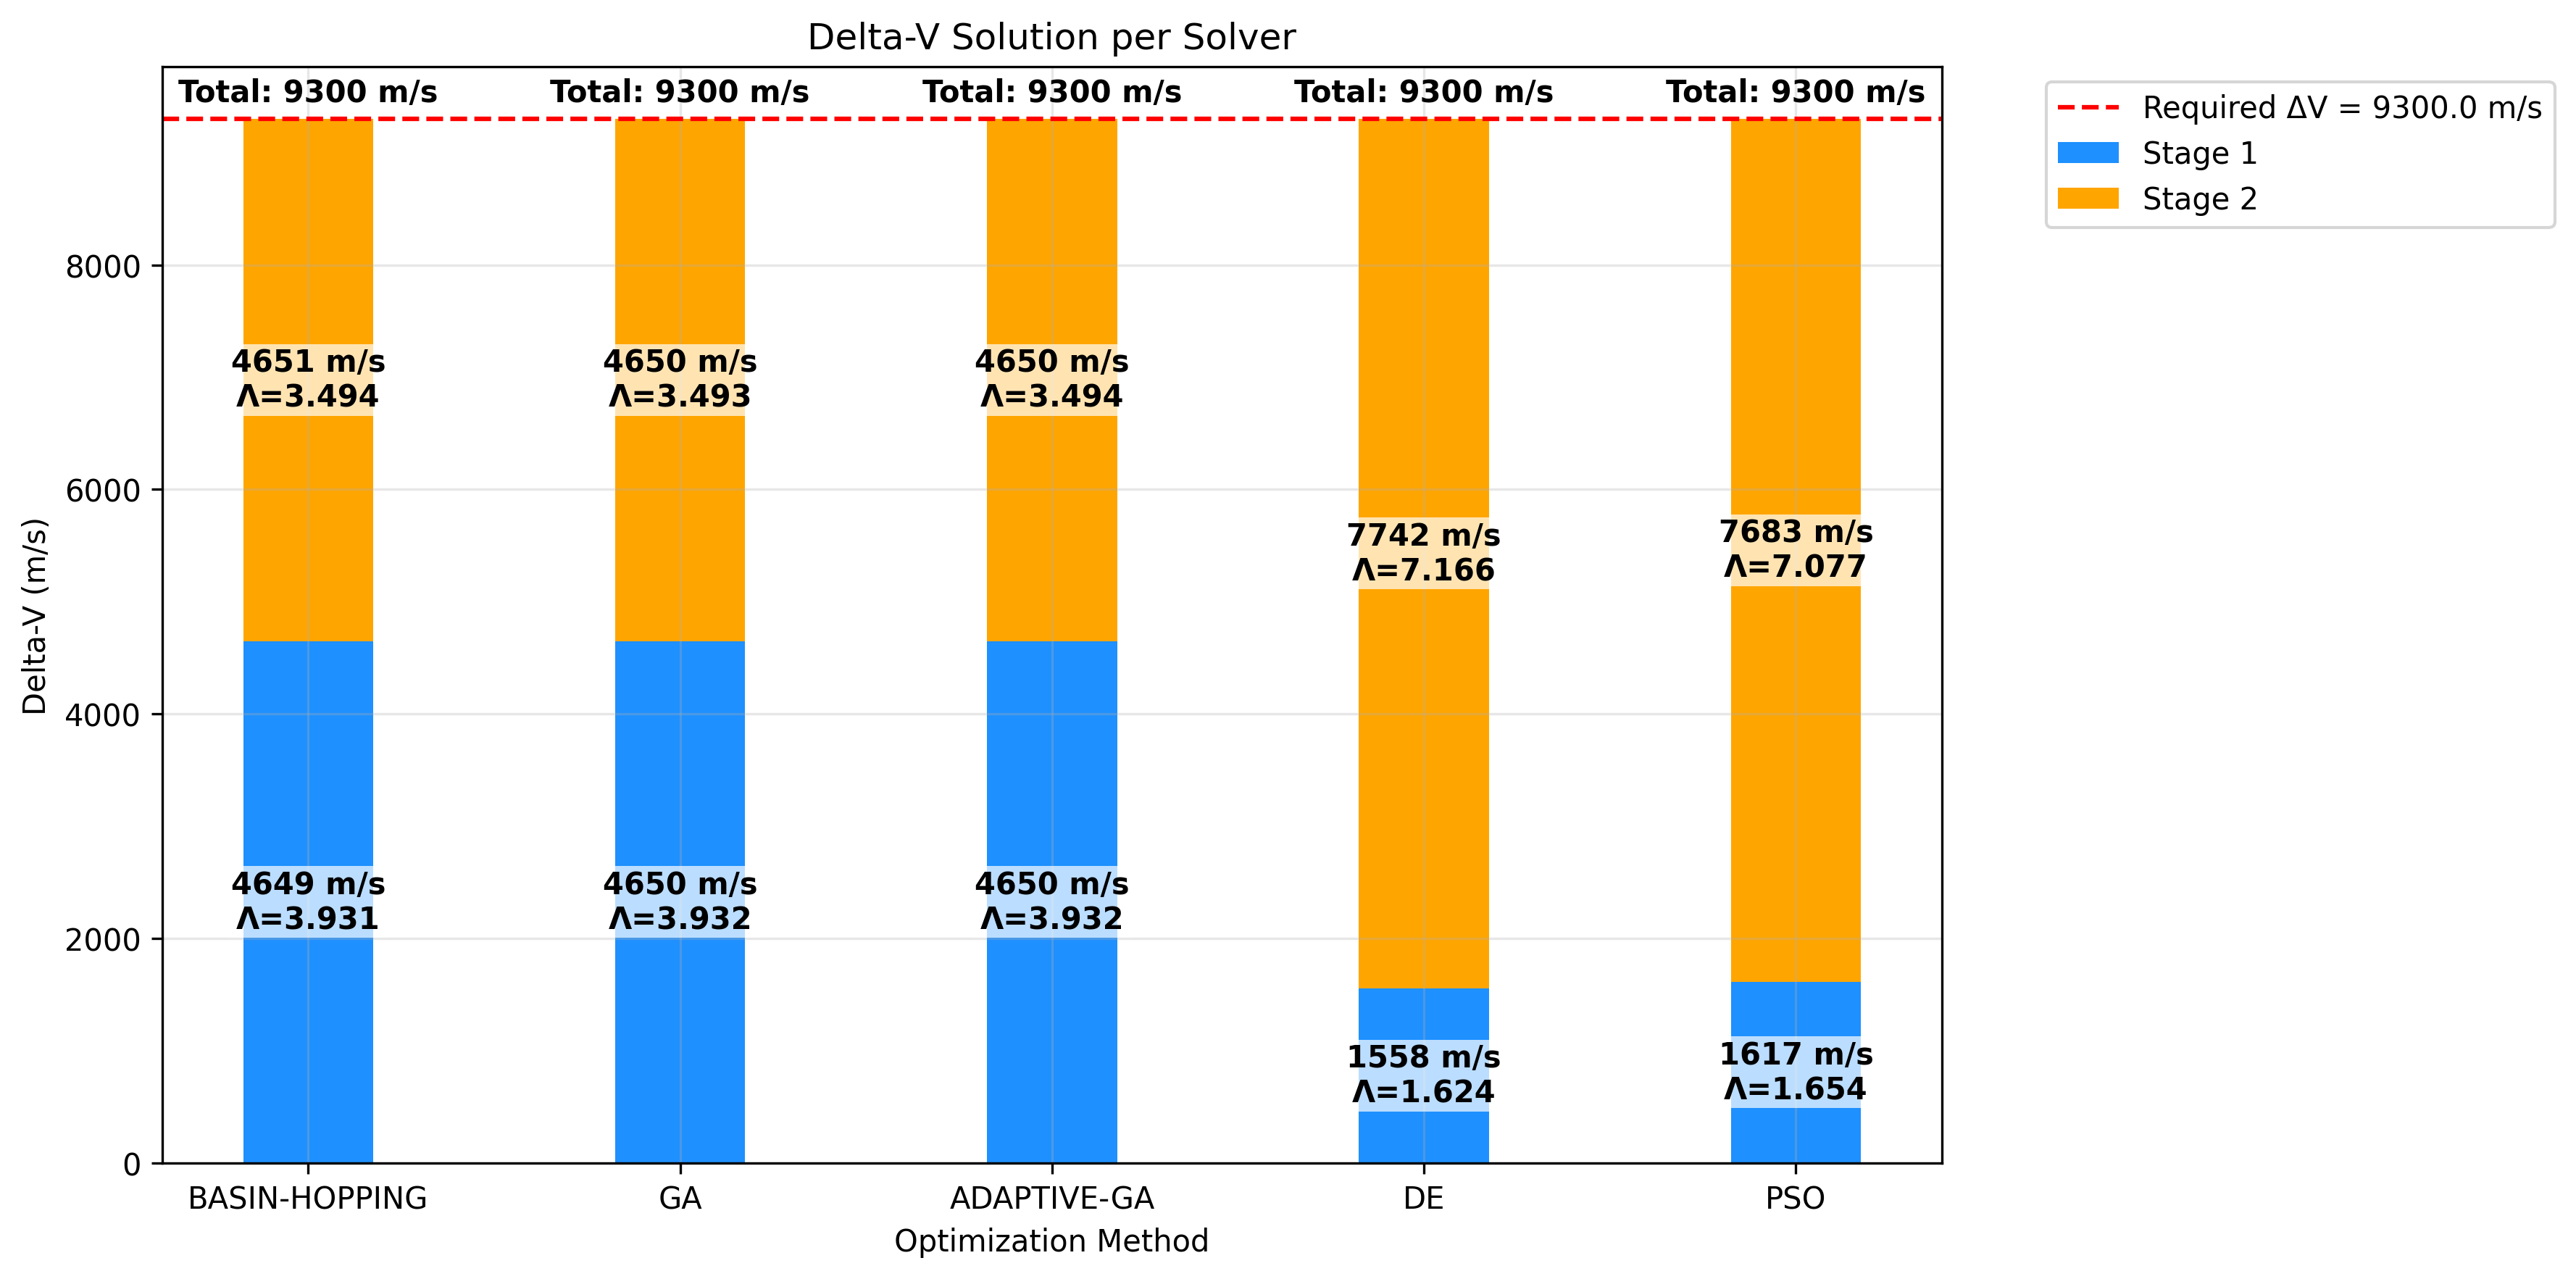 Delta-V Solution per Solver
Total: 9300 m/s
Total: 9300 m/s
Total: 9300 m/s
Total: 9300 m/s
Total: 9300 m/s
Required ΔV = 9300.0 m/s
Stage 1
Stage 2
Delta-V (m/s)
8000
6000
4000
2000
0
4651 m/s
Λ=3.494
4649 m/s
Λ=3.931
4650 m/s
Λ=3.493
4650 m/s
Λ=3.932
4650 m/s
Λ=3.494
4650 m/s
Λ=3.932
7742 m/s
Λ=7.166
1558 m/s
Λ=1.624
7683 m/s
Λ=7.077
1617 m/s
Λ=1.654
BASIN-HOPPING
GA
ADAPTIVE-GA
DE
PSO
Optimization Method